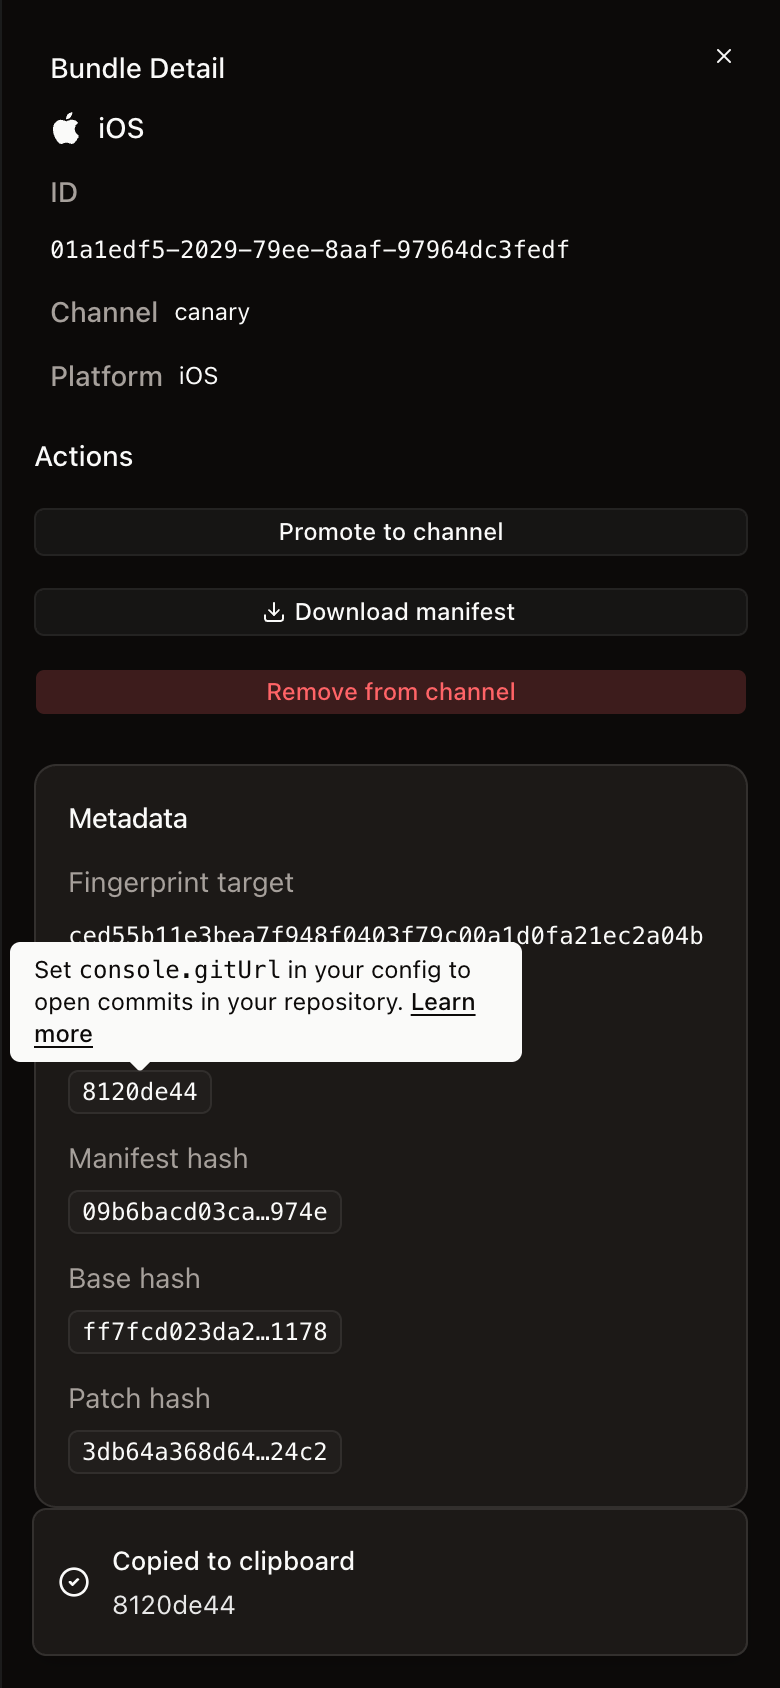 Bundle Detail
iOS
ID
01a1edf5-2029-79ee-8aaf-97964dc3fedf
Channel canary
Platform iOS
Actions
Promote to channel
Download manifest
Remove from channel
Metadata
Fingerprint target
ced55b11e3bea7f948f0403f79c00a1d0fa21ec2a04b
Set console.gitUrl in your config to
open commits in your repository. Learn
more
8120de44
Manifest hash
09b6bacd03ca…974e
Base hash
ff7fcd023da2…1178
Patch hash
3db64a368d64…24c2
Copied to clipboard
8120de44